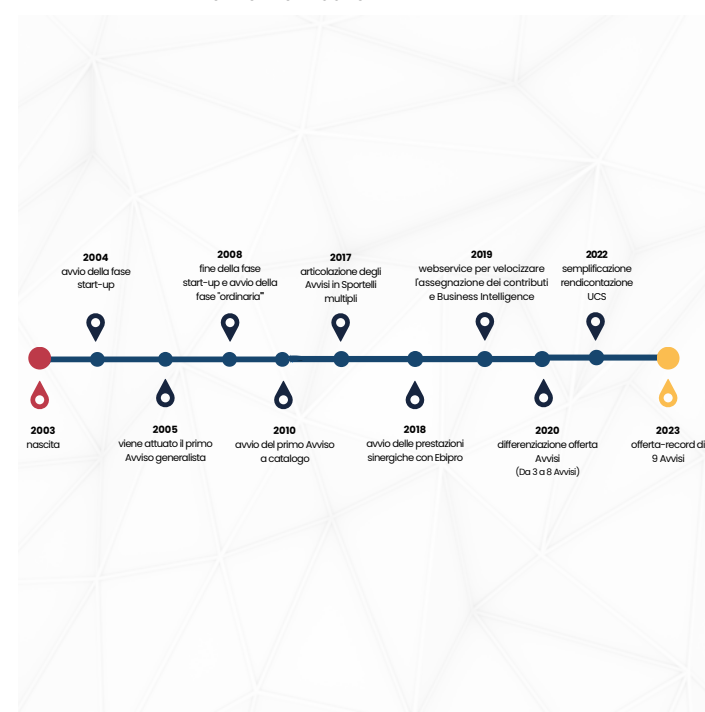 2003
nascita
2004
avvio della fase
start-up
2005
viene attuato il primo
Avviso generalista
2008
fine della fase
start-up e avvio della
fase "ordinaria"
2010
avvio del primo Avviso
a catalogo
2017
articolazione degli
Avvisi in Sportelli
multipli
2018
avvio delle prestazioni
sinergiche con Ebipro
2019
webservice per velocizzare
l'assegnazione dei contributi
e Business Intelligence
2020
differenziazione offerta
Avvisi
(Da 3 a 8 Avvisi)
2022
semplificazione
rendicontazione
UCS
2023
offerta-record di
9 Avvisi